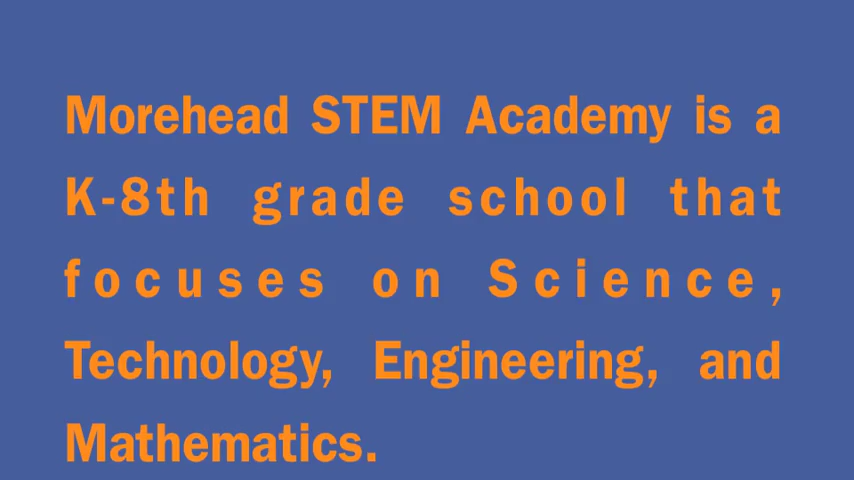 Morehead STEM Academy is a
K-8th grade school that
focuses on Science,
Technology, Engineering, and
Mathematics.